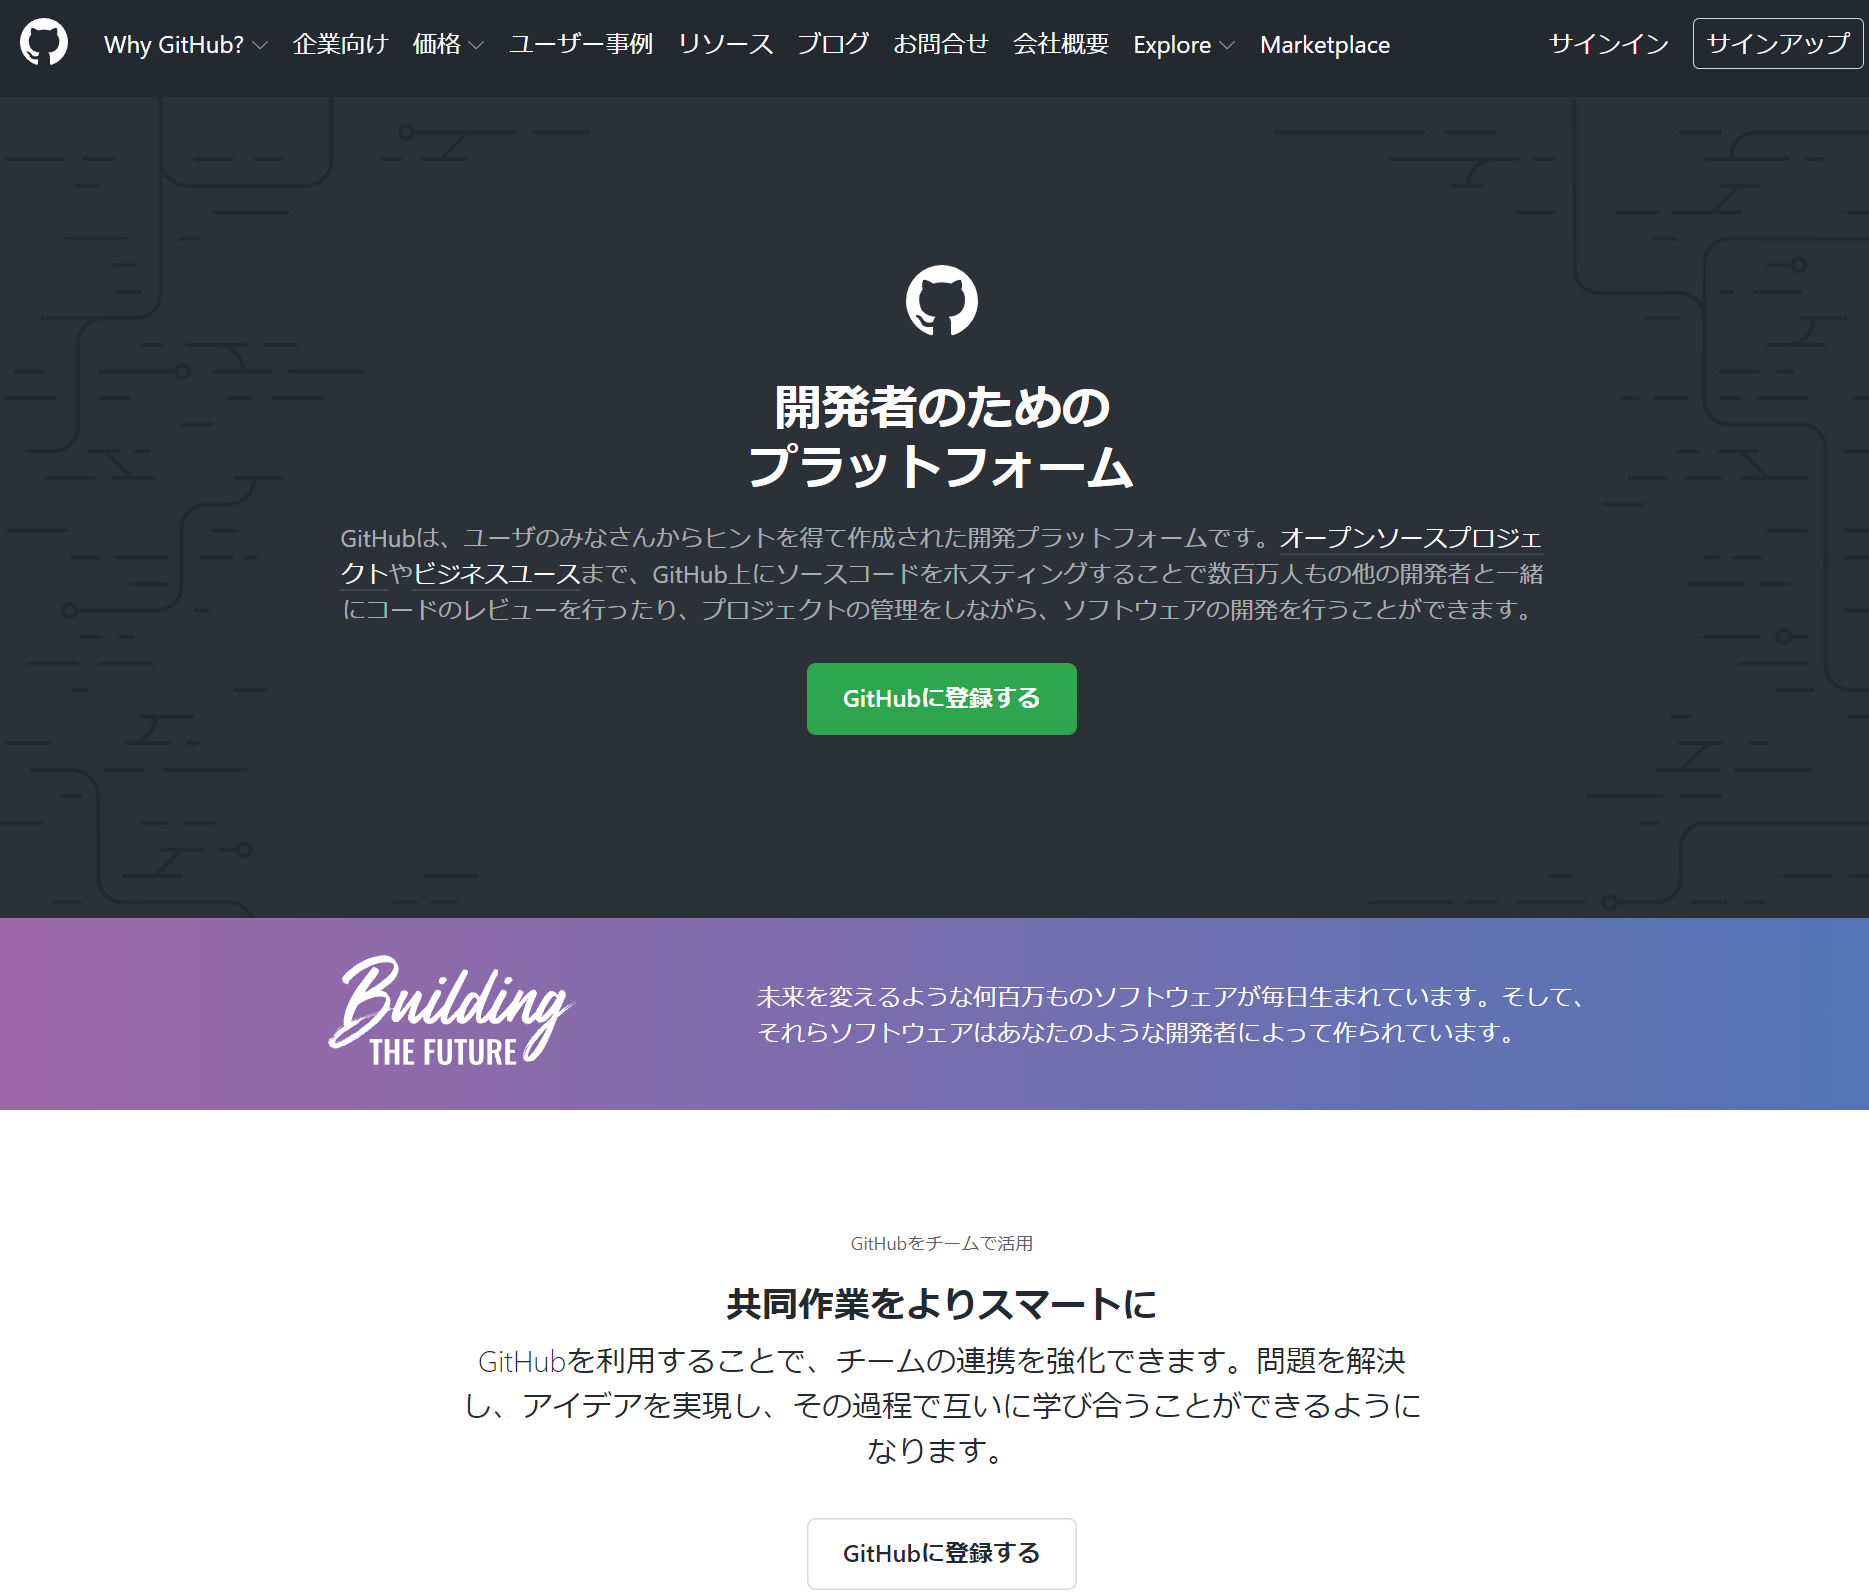 Why GitHub? 企業向け 価格 ユーザー事例 リソース ブログ お問合せ 会社概要 Explore Marketplace サインイン サインアップ
開発者のための
プラットフォーム
GitHubは、ユーザのみなさんからヒントを得て作成された開発プラットフォームです。オープンソースプロジェ
クトやビジネスユースまで、GitHub上にソースコードをホスティングすることで数百万人もの他の開発者と一緒
にコードのレビューを行ったり、プロジェクトの管理をしながら、ソフトウェアの開発を行うことができます。
GitHubに登録する
Building
THE FUTURE
未来を変えるような何百万ものソフトウェアが毎日生まれています。そして、
それらソフトウェアはあなたのような開発者によって作られています。
GitHubをチームで活用
共同作業をよりスマートに
GitHubを利用することで、チームの連携を強化できます。問題を解決
し、アイデアを実現し、その過程で互いに学び合うことができるように
なります。
GitHubに登録する